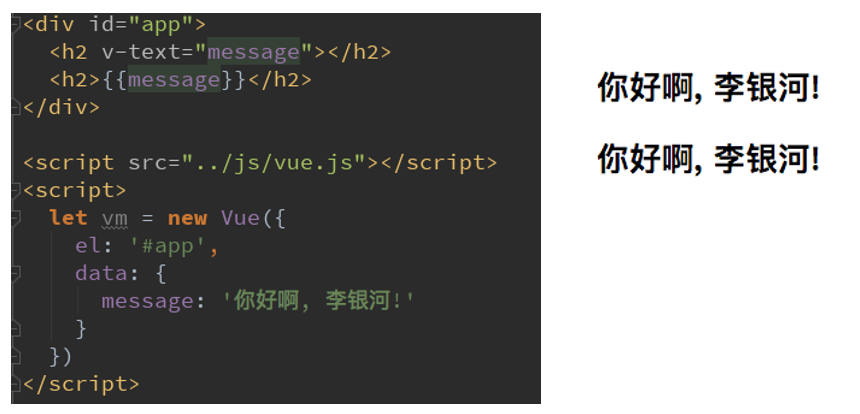 <div id="app">
<h2 v-text="message"></h2>
<h2>{{message}}</h2>
</div>
<script src="../js/vue.js"></script>
<script>
let vm = new Vue({
el: '#app',
data: {
message: '你好啊, 李银河!'
}
})
</script>
你好啊, 李银河!
你好啊, 李银河!